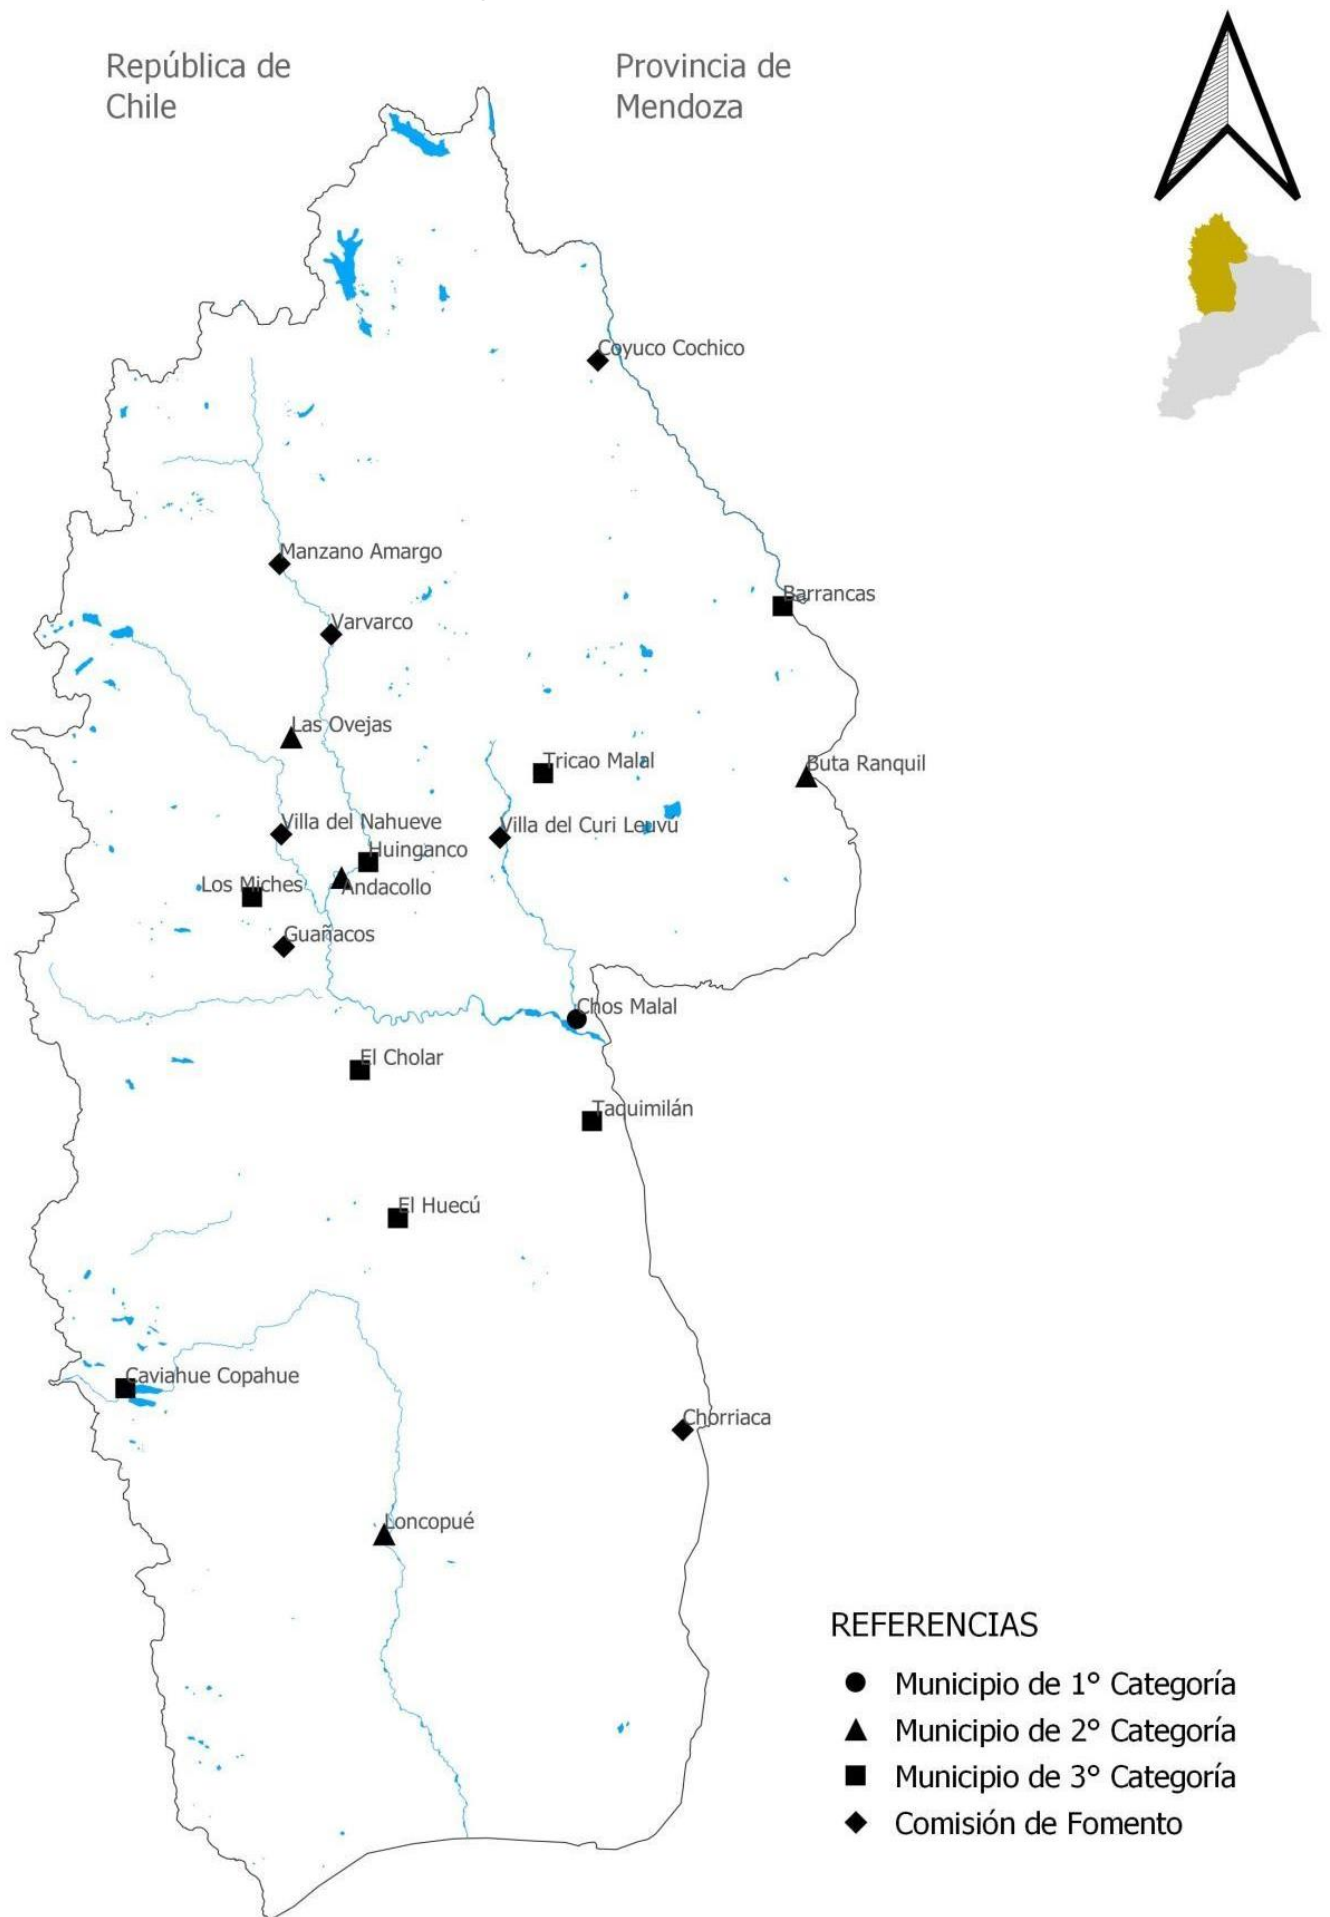 República de
Chile
Provincia de
Mendoza
Coyuco Cochico
Manzano Amargo
Barrancas
Varvarco
Las Ovejas
Tricao Malal
Buta Ranquil
Villa del Nahueve
Villa del Curi Leuvú
Huinganco
Los Miches
Andacollo
Guañacos
Chos Malal
El Cholar
Taquimilán
El Huecú
Caviahue Copahue
Chorriaca
Loncopué
REFERENCIAS
Municipio de 1° Categoría
Municipio de 2° Categoría
Municipio de 3° Categoría
Comisión de Fomento